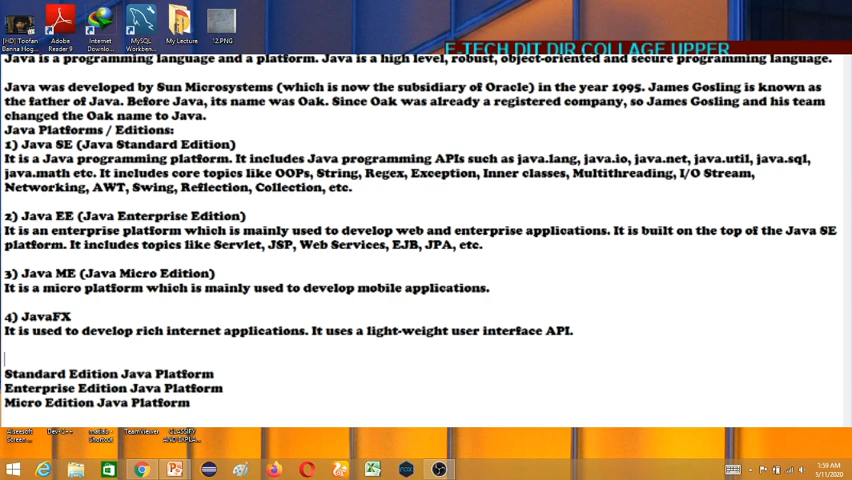 [HD] Toofan
Banna Hog...
Adobe
Reader 9
Internet
Downlo...
MySQL
Workben...
My Lecture
12.PNG
E-TECH DIT DIR COLLAGE UPPER
Java is a programming language and a platform. Java is a high level, robust, object-oriented and secure programming language.
Java was developed by Sun Microsystems (which is now the subsidiary of Oracle) in the year 1995. James Gosling is known as
the father of Java. Before Java, its name was Oak. Since Oak was already a registered company, so James Gosling and his team
changed the Oak name to Java.
Java Platforms / Editions:
1) Java SE (Java Standard Edition)
It is a Java programming platform. It includes Java programming APIs such as java.lang, java.io, java.net, java.util, java.sql,
java.math etc. It includes core topics like OOPs, String, Regex, Exception, Inner classes, Multithreading, I/O Stream,
Networking, AWT, Swing, Reflection, Collection, etc.
2) Java EE (Java Enterprise Edition)
It is an enterprise platform which is mainly used to develop web and enterprise applications. It is built on the top of the Java SE
platform. It includes topics like Servlet, JSP, Web Services, EJB, JPA, etc.
3) Java ME (Java Micro Edition)
It is a micro platform which is mainly used to develop mobile applications.
4) JavaFX
It is used to develop rich internet applications. It uses a light-weight user interface API.
Standard Edition Java Platform
Enterprise Edition Java Platform
Micro Edition Java Platform
Screen...
Dev-C++
Shortcut
TeamViewer
AND EXPLA...
nox
1:59 AM
5/11/2020